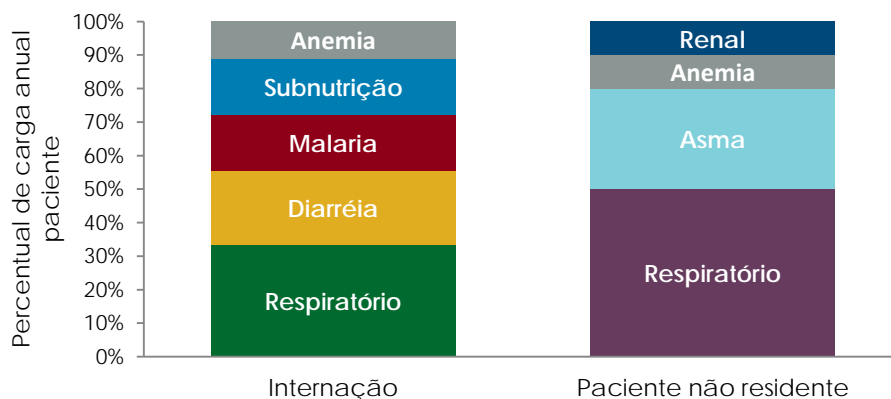 Percentual de carga anual
paciente
100%
90%
80%
70%
60%
50%
40%
30%
20%
10%
0%
Anemia
Subnutrição
Malaria
Diarréia
Respiratório
Renal
Anemia
Asma
Respiratório
Internação
Paciente não residente